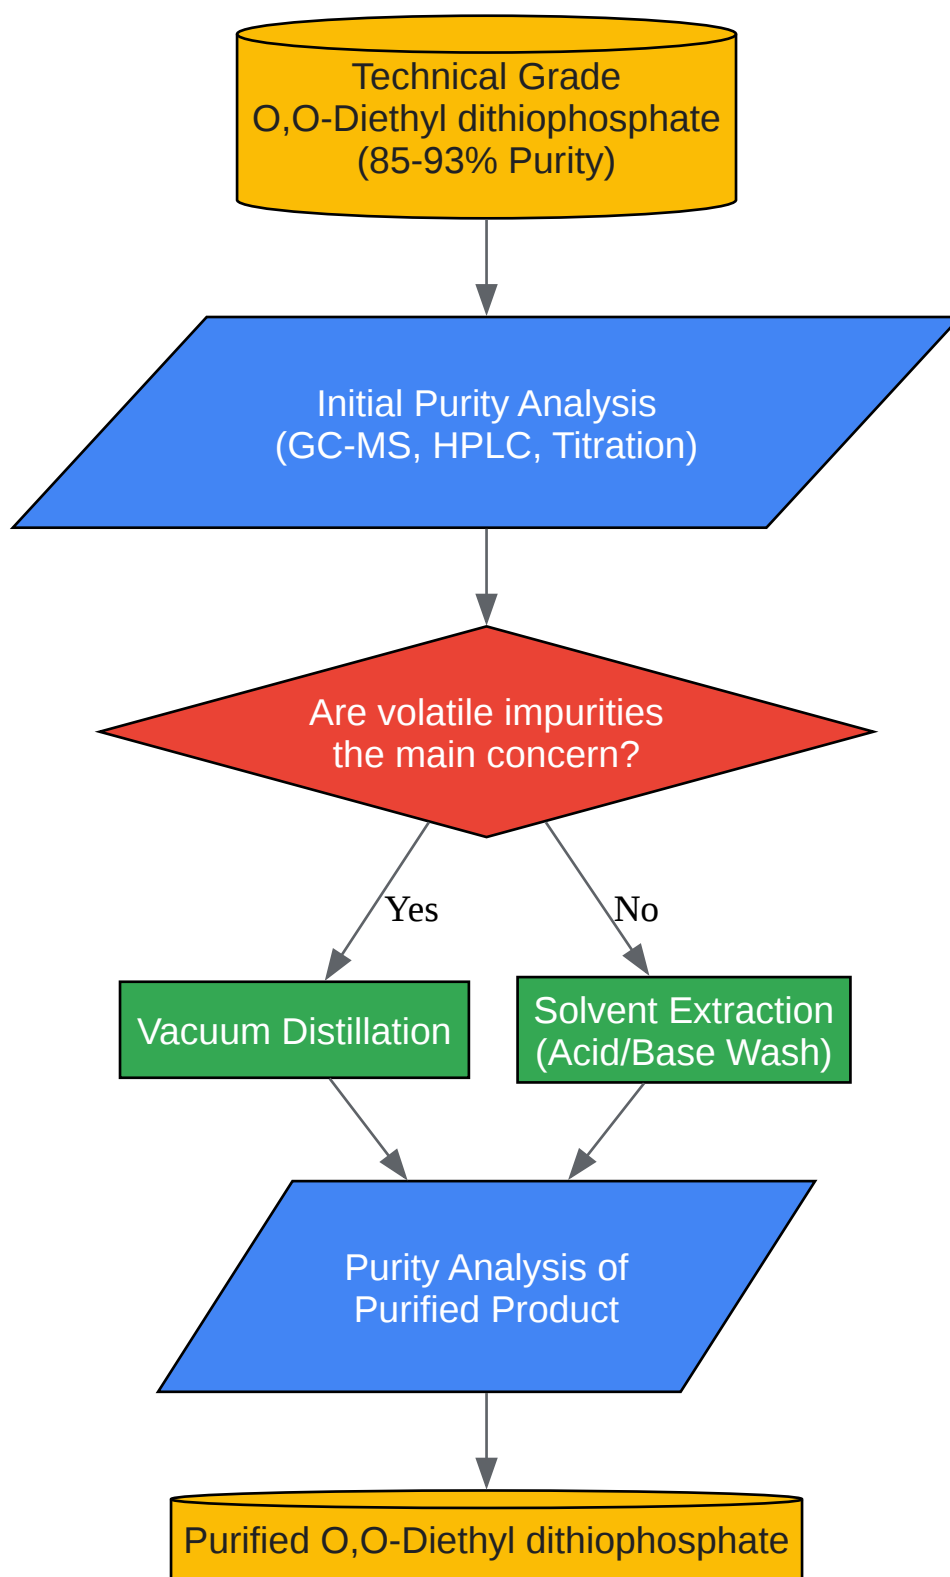 Technical Grade
O,O-Diethyl dithiophosphate
(85-93% Purity)
Initial Purity Analysis
(GC-MS, HPLC, Titration)
Are volatile impurities
the main concern?
Yes
No
Vacuum Distillation
Solvent Extraction
(Acid/Base Wash)
Purity Analysis of
Purified Product
Purified O,O-Diethyl dithiophosphate